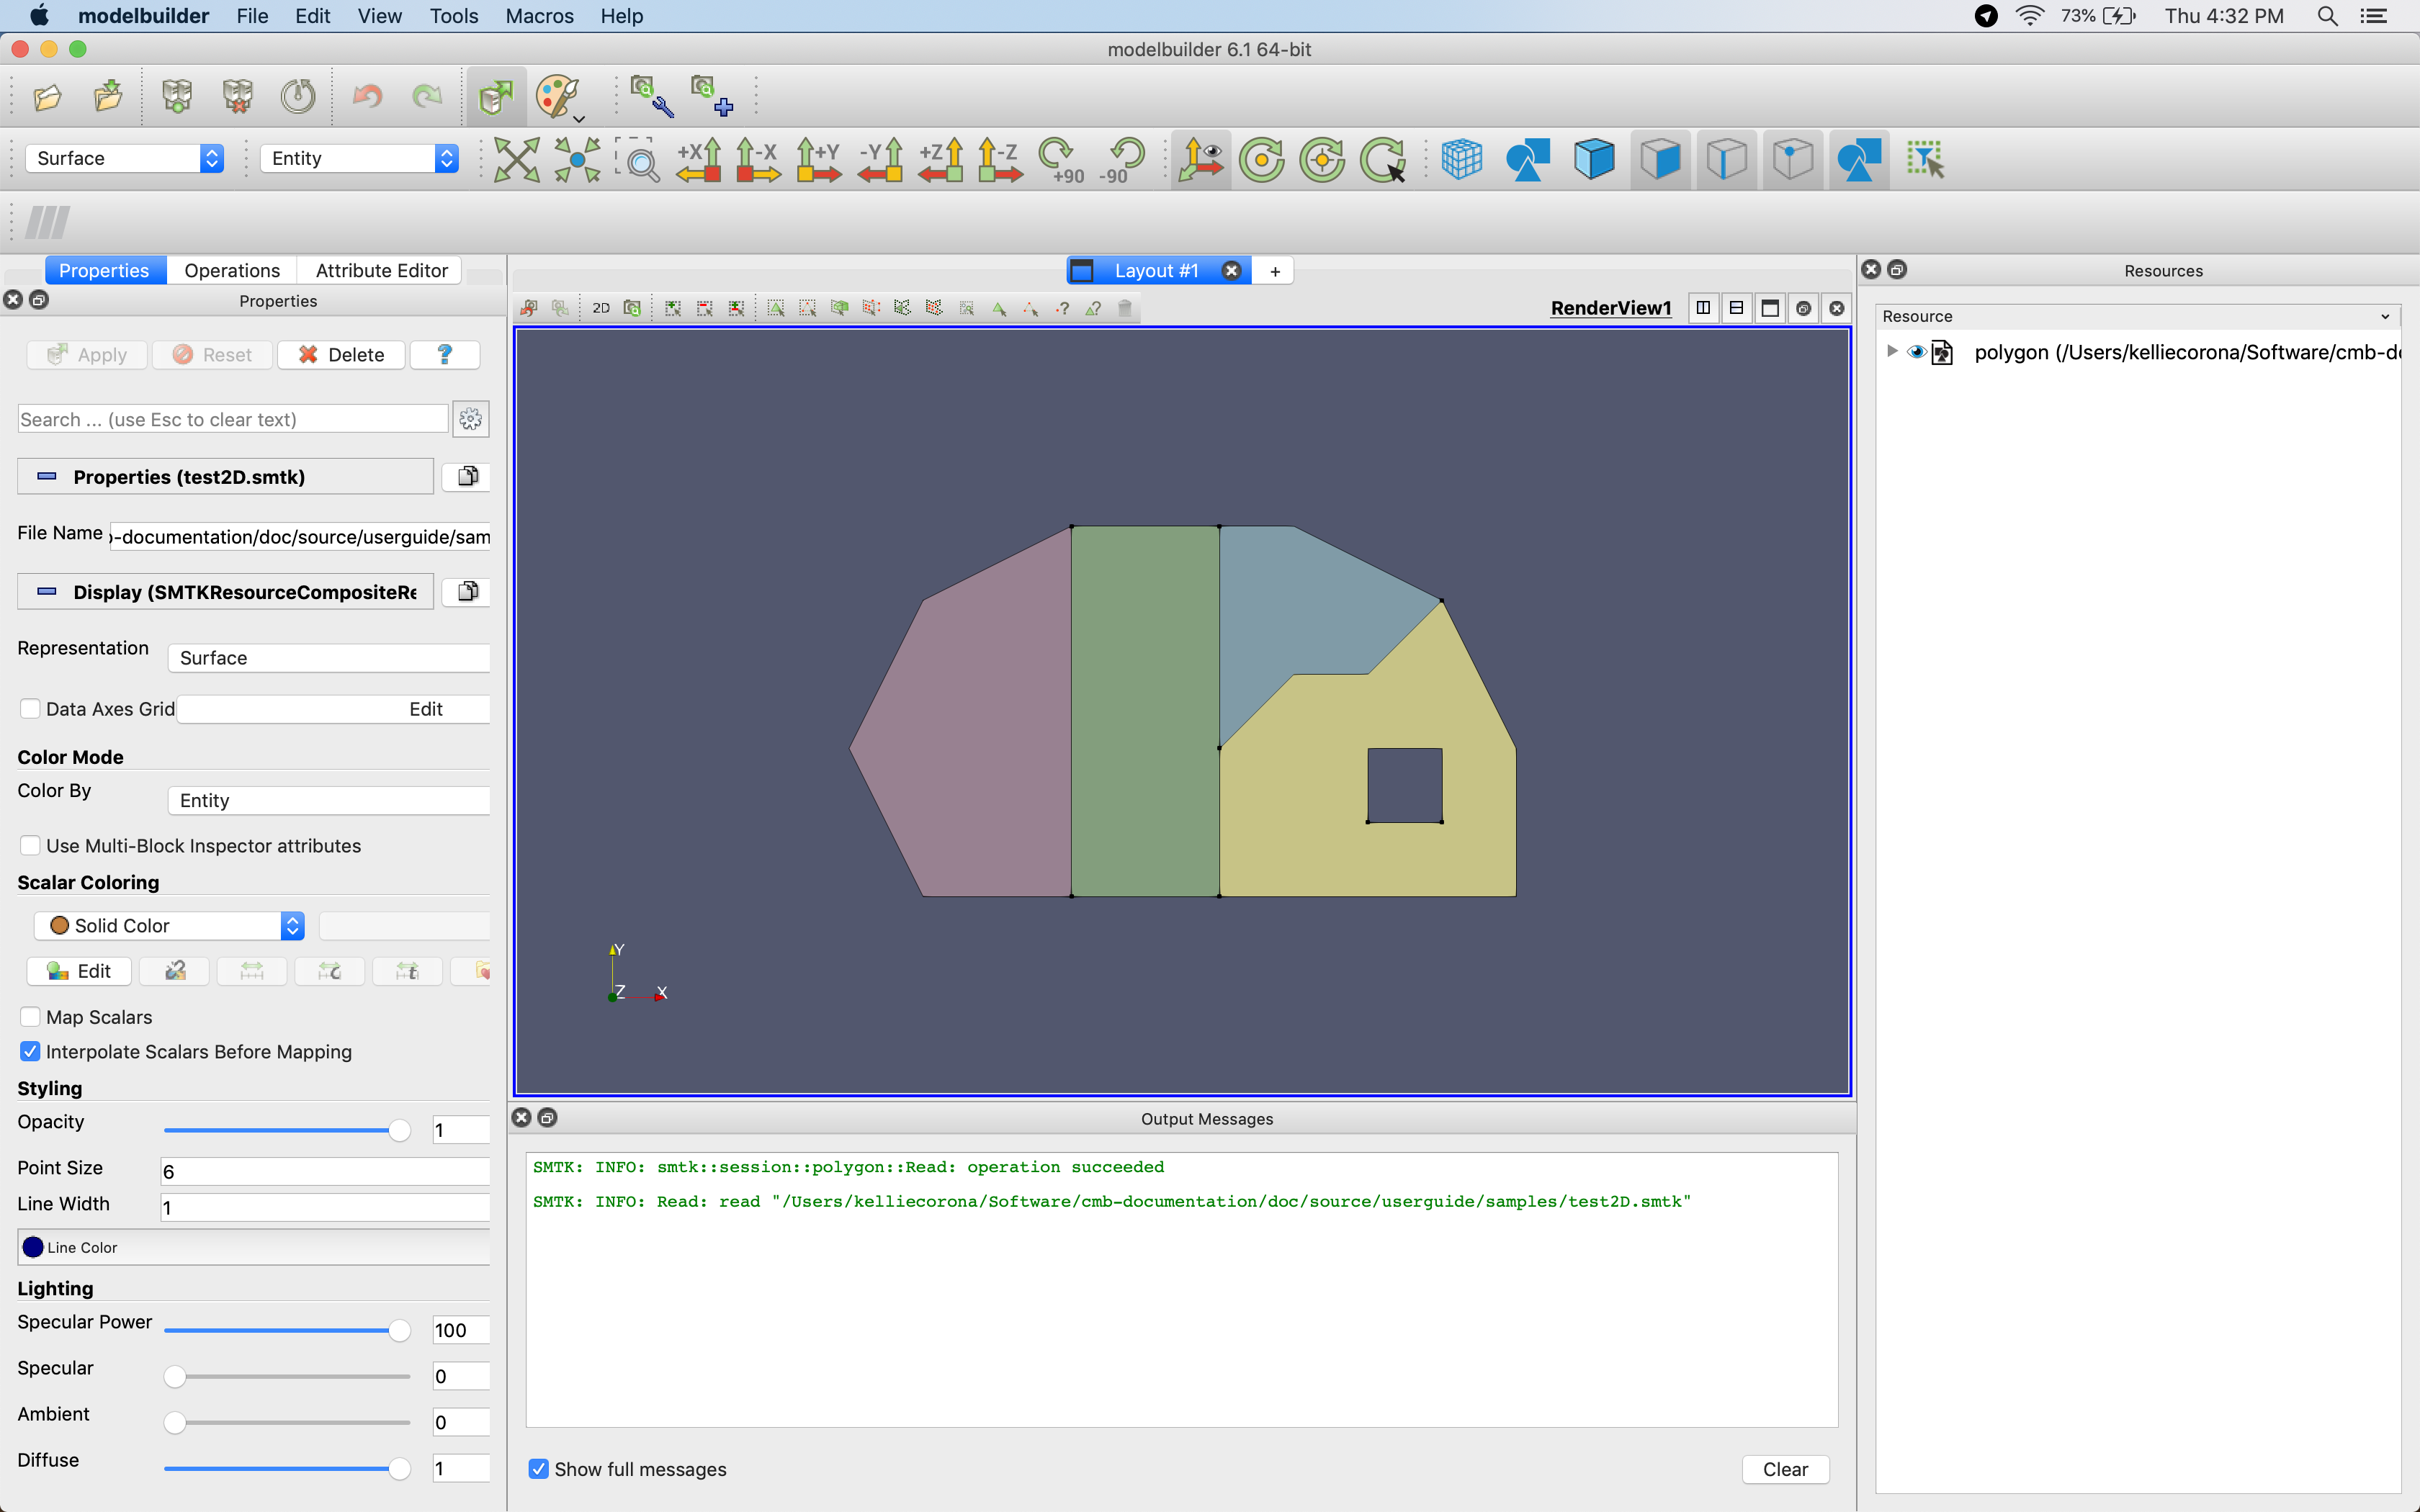 modelbuilder File Edit View Tools Macros Help 73% Thu 4:32 PM
modelbuilder 6.1 64-bit
Surface Entity +X -X +Y -Y +Z -Z +90 -90
Properties Operations Attribute Editor Layout #1 + Resources
Properties 2D RenderView1
Resource
Apply Reset Delete ?
polygon (/Users/kelliecorona/Software/cmb-d
Search ... (use Esc to clear text)
Properties (test2D.smtk)
File Name -documentation/doc/source/userguide/sam
Display (SMTKResourceCompositeRe
Representation Surface
Data Axes Grid Edit
Color Mode
Color By Entity
Use Multi-Block Inspector attributes
Scalar Coloring
Solid Color
Edit
Y
Z X
Map Scalars
Interpolate Scalars Before Mapping
Styling
Opacity 1
Point Size 6
Line Width 1
Line Color
Lighting
Specular Power 100
Specular 0
Ambient 0
Diffuse 1
Output Messages
SMTK: INFO: smtk::session::polygon::Read: operation succeeded
SMTK: INFO: Read: read "/Users/kelliecorona/Software/cmb-documentation/doc/source/userguide/samples/test2D.smtk"
Show full messages Clear